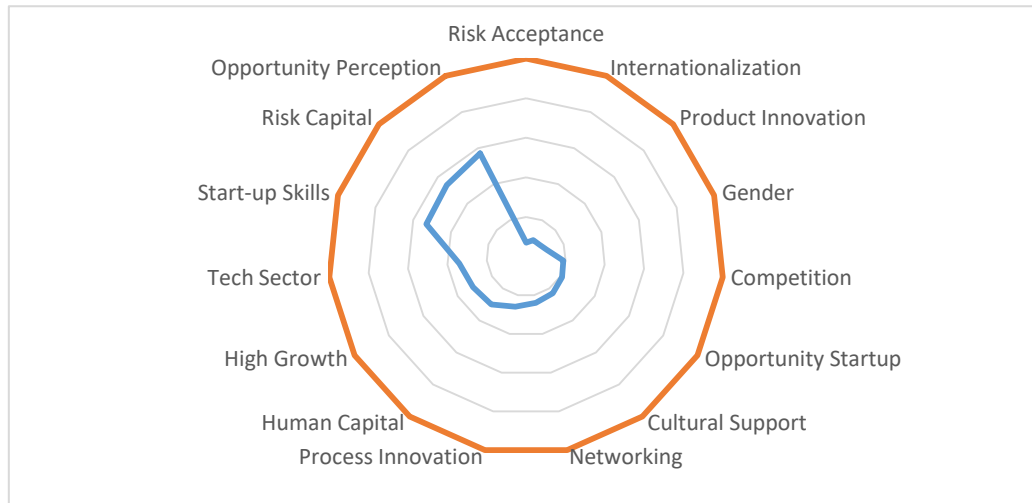 Risk Acceptance
Opportunity Perception
Internationalization
Risk Capital
Product Innovation
Start-up Skills
Gender
Tech Sector
Competition
High Growth
Opportunity Startup
Human Capital
Cultural Support
Process Innovation
Networking